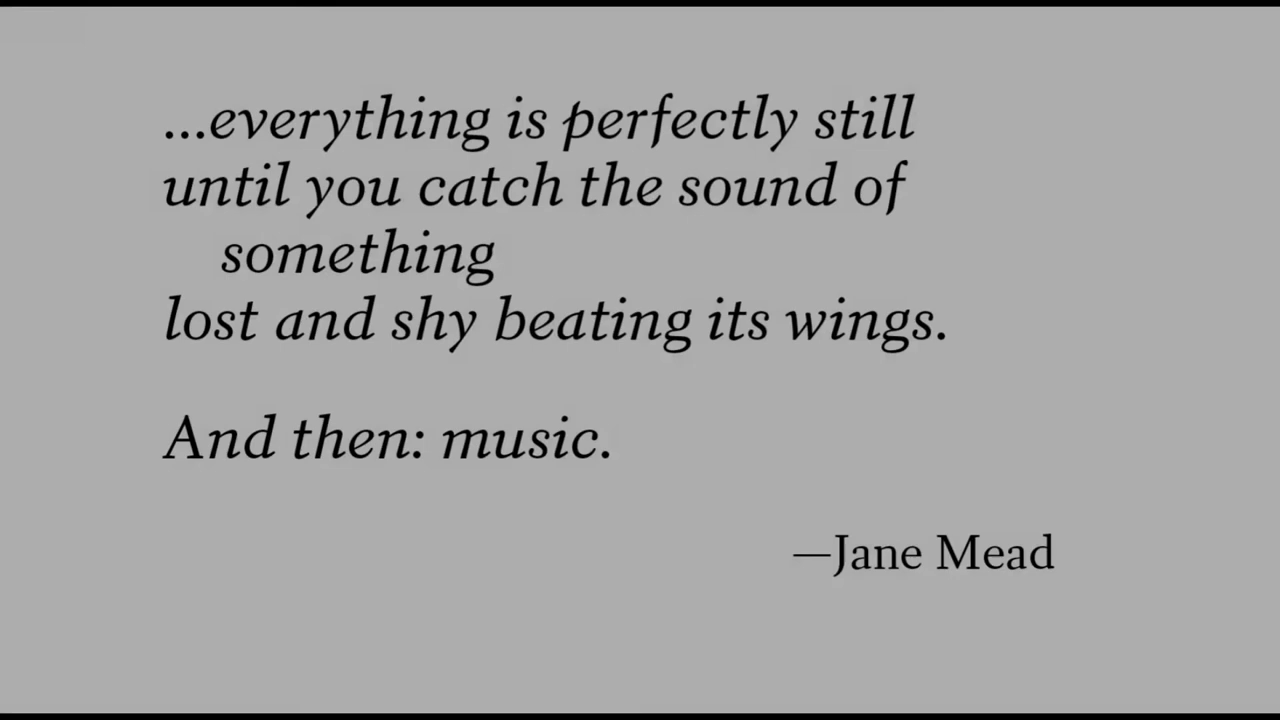 ...everything is perfectly still
until you catch the sound of
something
lost and shy beating its wings.
And then: music.
—Jane Mead